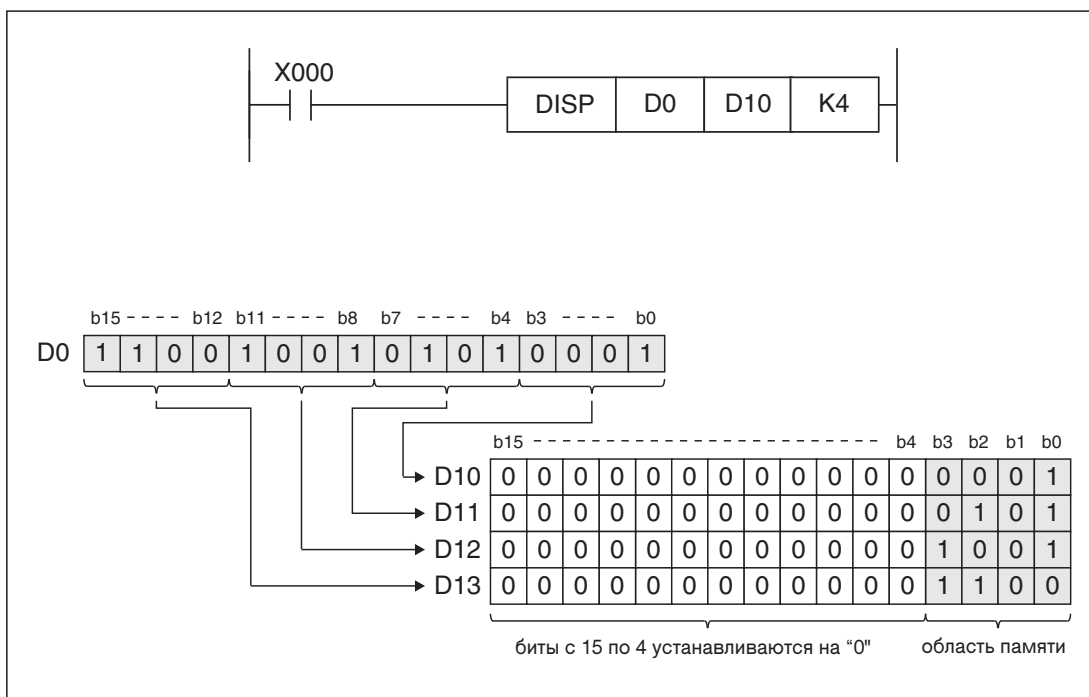 X000
DISP D0 D10 K4
b15 - - - - b12 b11 - - - - b8 b7 - - - - b4 b3 - - - - b0
D0 1 1 0 0 1 0 0 1 0 1 0 1 0 0 0 1
b15 - - - - - - - - - - - - - - - - - - - - - - - - - b4 b3 b2 b1 b0
D10 0 0 0 0 0 0 0 0 0 0 0 0 0 0 0 1
D11 0 0 0 0 0 0 0 0 0 0 0 0 0 1 0 1
D12 0 0 0 0 0 0 0 0 0 0 0 0 1 0 0 1
D13 0 0 0 0 0 0 0 0 0 0 0 0 1 1 0 0
биты с 15 по 4 устанавливаются на “0" область памяти